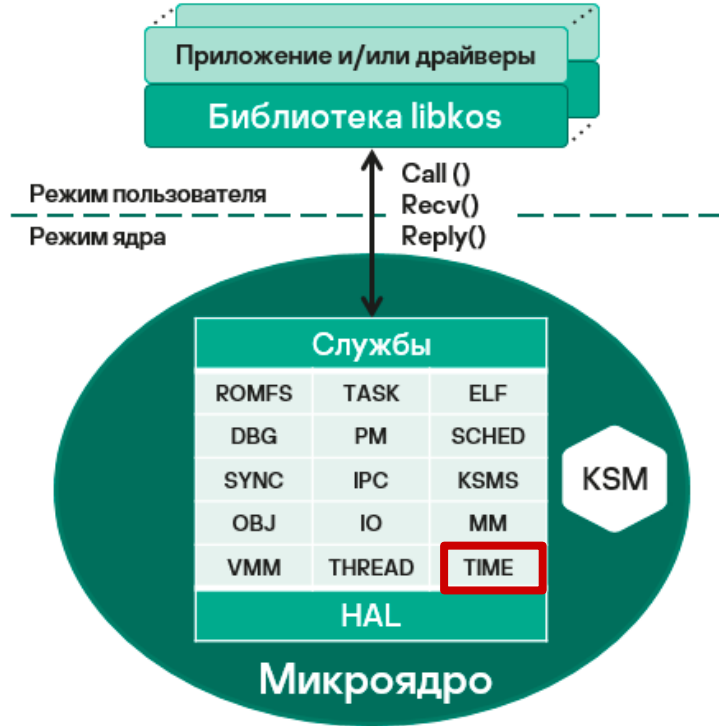 Приложение и/или драйверы
Библиотека libkos
Call ()
Режим пользователя
Recv()
Режим ядра
Reply()
Службы
ROMFS TASK ELF
DBG PM SCHED
SYNC IPC KSMS
KSM
OBJ IO MM
VMM THREAD TIME
HAL
Микроядро